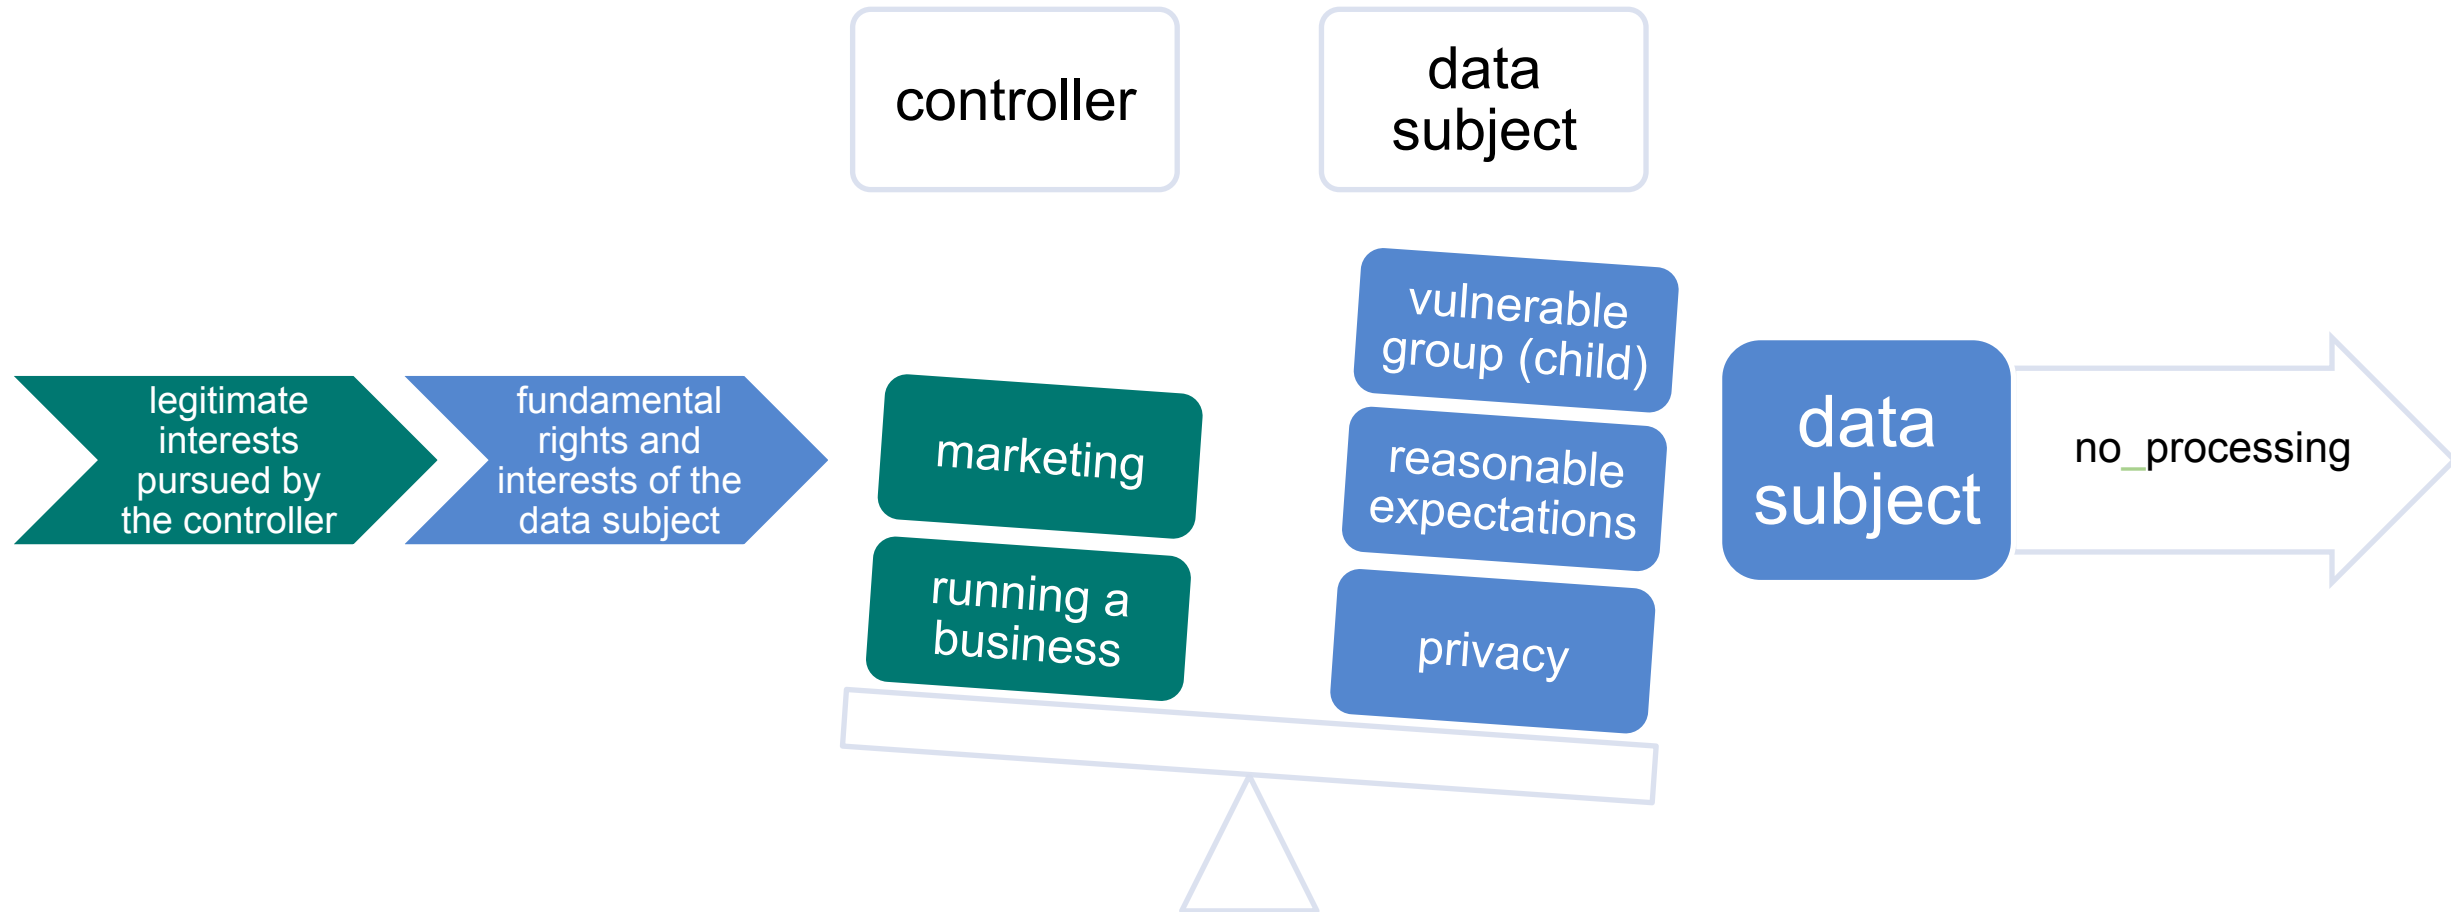 controller
data
subject
legitimate
interests
pursued by
the controller
fundamental
rights and
interests of the
data subject
marketing
running a
business
vulnerable
group (child)
reasonable
expectations
privacy
data
subject
no_processing